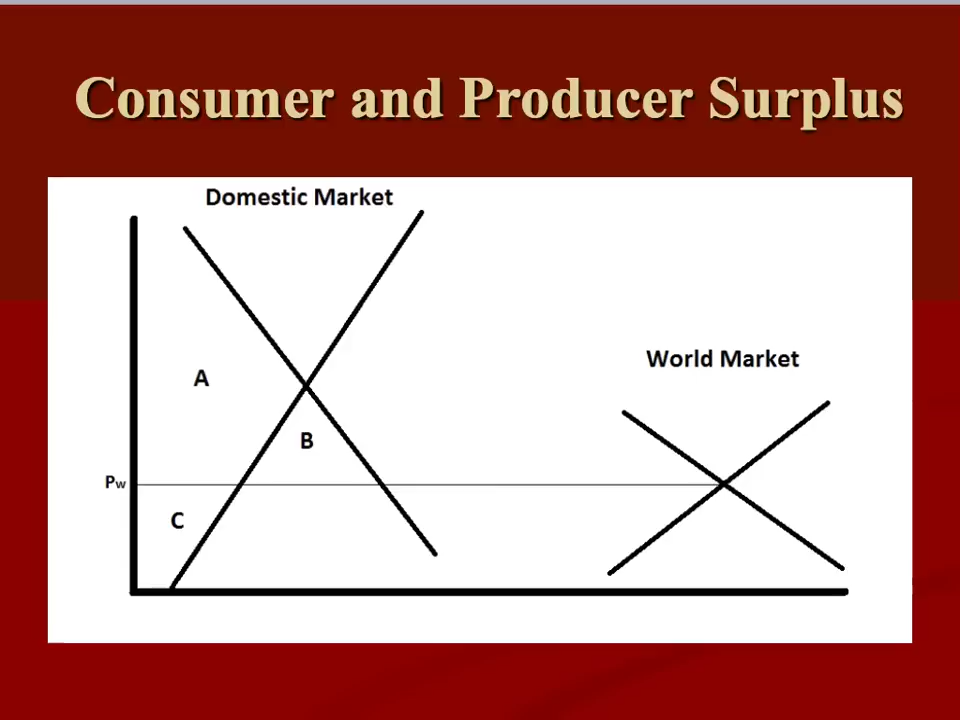 Consumer and Producer Surplus
Domestic Market
World Market
A
B
Pw
C